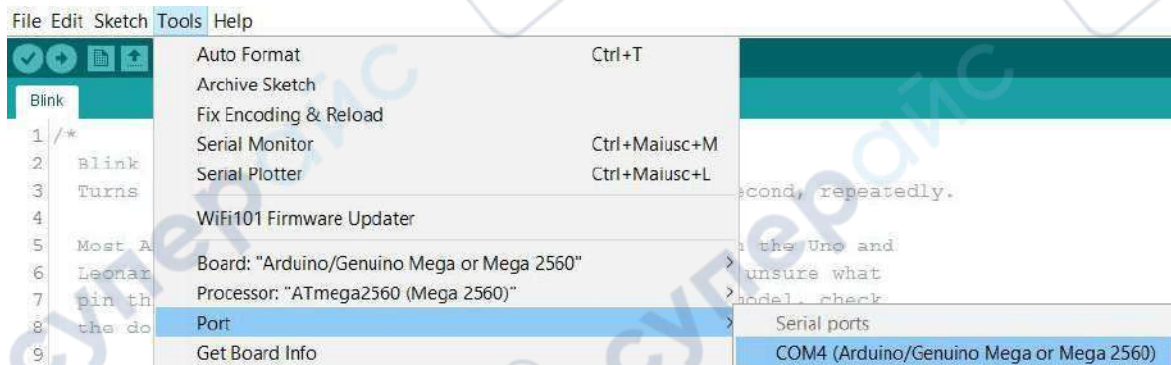 File Edit Sketch Tools Help
Auto Format Ctrl+T
Archive Sketch
Fix Encoding & Reload
Serial Monitor Ctrl+Maiusc+M
Serial Plotter Ctrl+Maiusc+L
WiFi101 Firmware Updater
Board: "Arduino/Genuino Mega or Mega 2560"
Processor: "ATmega2560 (Mega 2560)"
Port
Get Board Info
Serial ports
COM4 (Arduino/Genuino Mega or Mega 2560)
Blink
1 /*
2 Blink
3 Turns econd, repeatedly.
4
5 Most A the Uno and
6 Leonar unsure what
7 pin th model, check
8 the do
9
суперайс